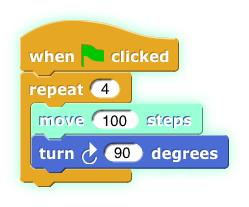 when clicked
repeat 4
move 100 steps
turn 90 degrees